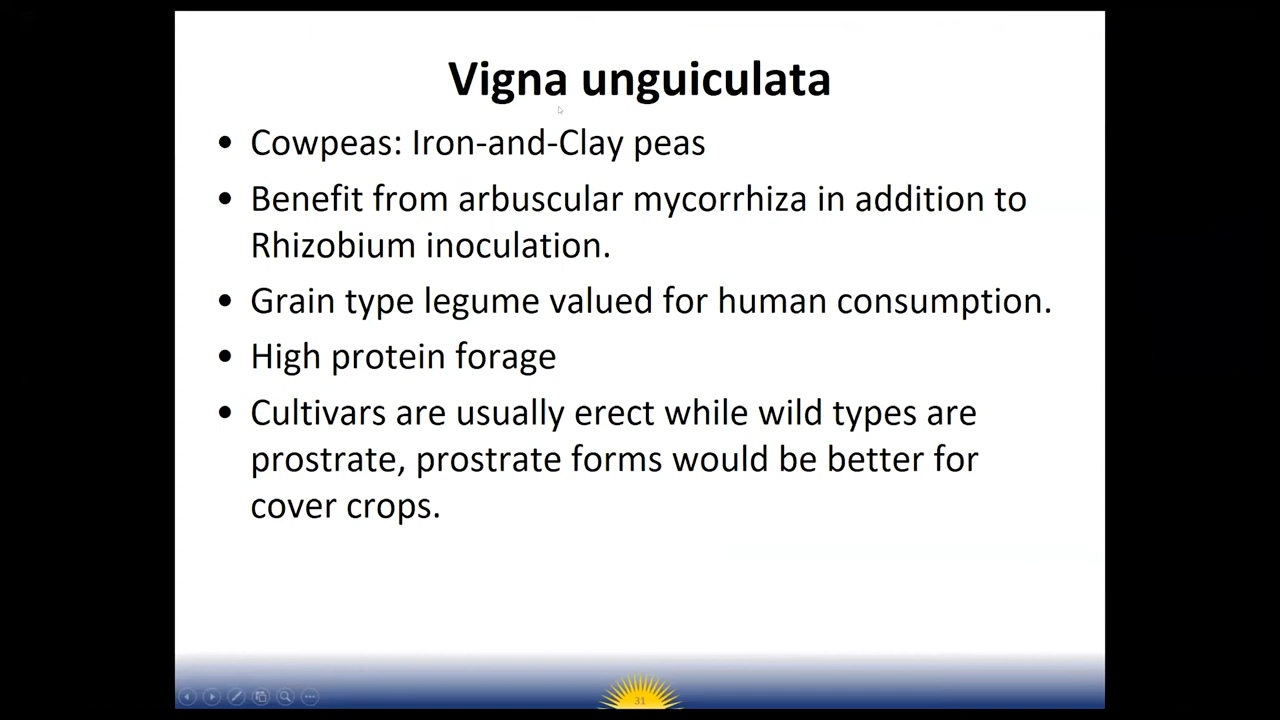 Vigna unguiculata
• Cowpeas: Iron-and-Clay peas
• Benefit from arbuscular mycorrhiza in addition to
Rhizobium inoculation.
• Grain type legume valued for human consumption.
• High protein forage
• Cultivars are usually erect while wild types are
prostrate, prostrate forms would be better for
cover crops.
31